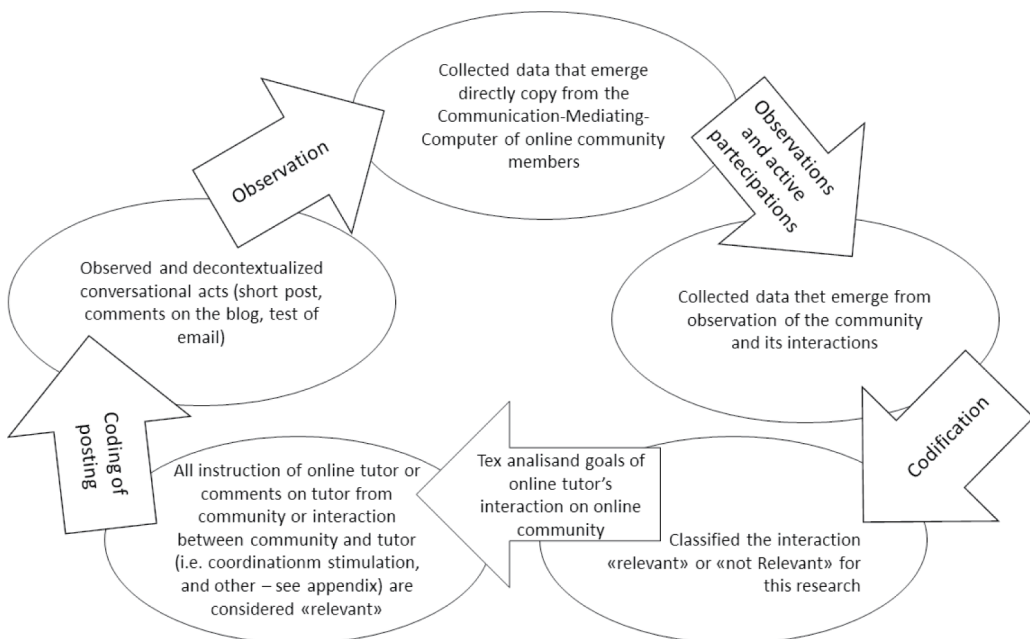 Collected data that emerge
directly copy from the
Communication-Mediating-
Computer of online community
members
Observations
and active
partecipations
Collected data thet emerge from
observation of the community
and its interactions
Codification
Classified the interaction
«relevant» or «not Relevant» for
this research
Tex analisand goals of
online tutor’s
interaction on online
community
All instruction of online tutor or
comments on tutor from
community or interaction
between community and tutor
(i.e. coordinationm stimulation,
and other – see appendix) are
considered «relevant»
Coding of
posting
Observed and decontextualized
conversational acts (short post,
comments on the blog, test of
email)
Observation